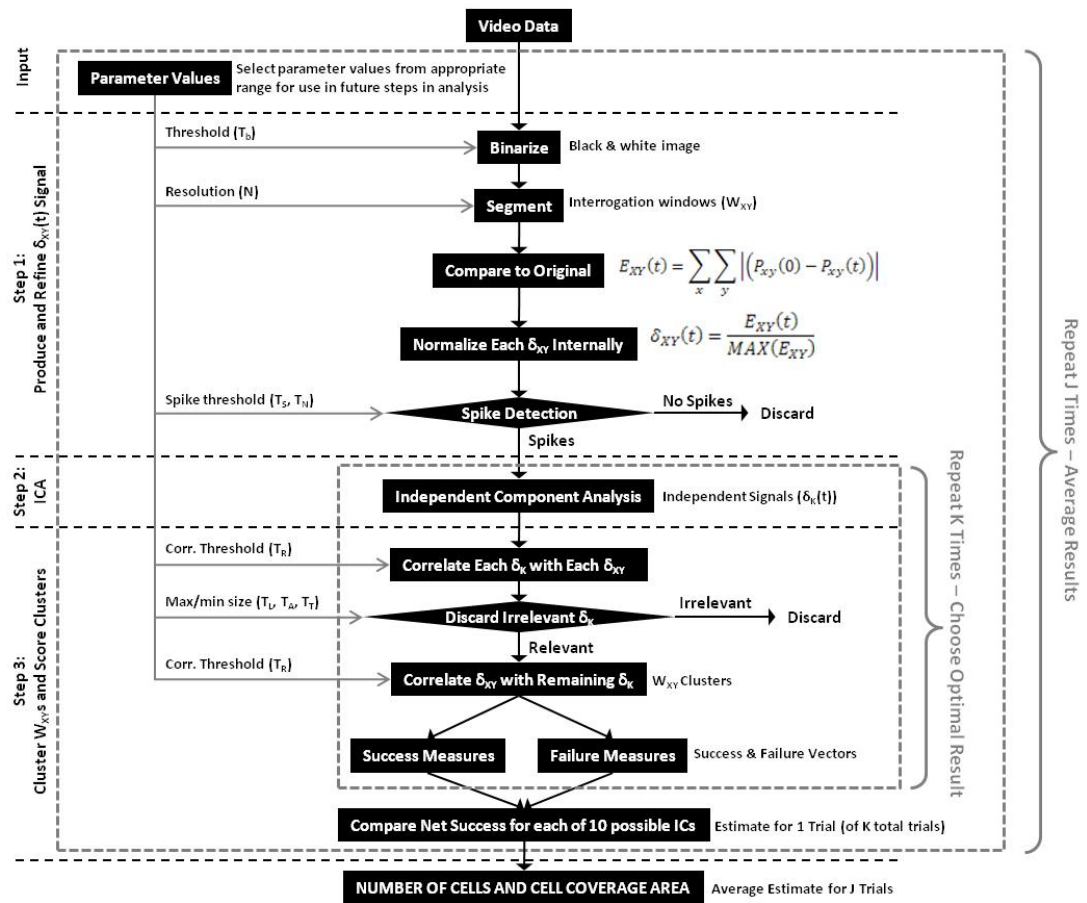 Video Data
Input
Parameter Values
Select parameter values from appropriate
range for use in future steps in analysis
Step 1:
Produce and Refine δXY(t) Signal
Threshold (Tb)
Binarize
Black & white image
Resolution (N)
Segment
Interrogation windows (WXY)
Compare to Original
EXY(t) = ∑x ∑y |(Pxy(0) − Pxy(t))|
Normalize Each δXY Internally
δXY(t) = EXY(t) / MAX(EXY)
Spike threshold (TS, TN)
Spike Detection
No Spikes
Discard
Spikes
Step 2:
ICA
Independent Component Analysis
Independent Signals (δK(t))
Step 3:
Cluster WXYs and Score Clusters
Corr. Threshold (TR)
Correlate Each δK with Each δXY
Max/min size (TL, TA, TT)
Discard Irrelevant δK
Irrelevant
Discard
Relevant
Corr. Threshold (TR)
Correlate δXY with Remaining δK
WXY Clusters
Success Measures
Failure Measures
Success & Failure Vectors
Compare Net Success for each of 10 possible ICs
Estimate for 1 Trial (of K total trials)
NUMBER OF CELLS AND CELL COVERAGE AREA
Average Estimate for J Trials
Repeat K Times – Choose Optimal Result
Repeat J Times – Average Results